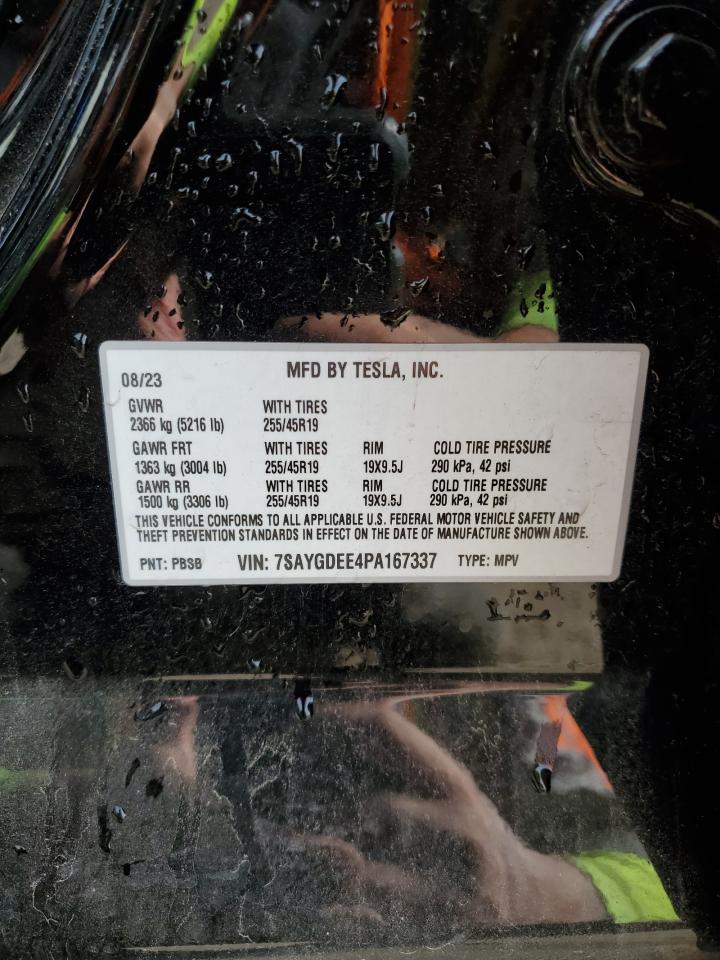 MFD BY TESLA, INC.
08/23
GVWR WITH TIRES
2366 kg (5216 lb) 255/45R19
GAWR FRT WITH TIRES RIM COLD TIRE PRESSURE
1363 kg (3004 lb) 255/45R19 19X9.5J 290 kPa, 42 psi
GAWR RR WITH TIRES RIM COLD TIRE PRESSURE
1500 kg (3306 lb) 255/45R19 19X9.5J 290 kPa, 42 psi
THIS VEHICLE CONFORMS TO ALL APPLICABLE U.S. FEDERAL MOTOR VEHICLE SAFETY AND
THEFT PREVENTION STANDARDS IN EFFECT ON THE DATE OF MANUFACTURE SHOWN ABOVE.
PNT: PBSB VIN: 7SAYGDEE4PA167337 TYPE: MPV